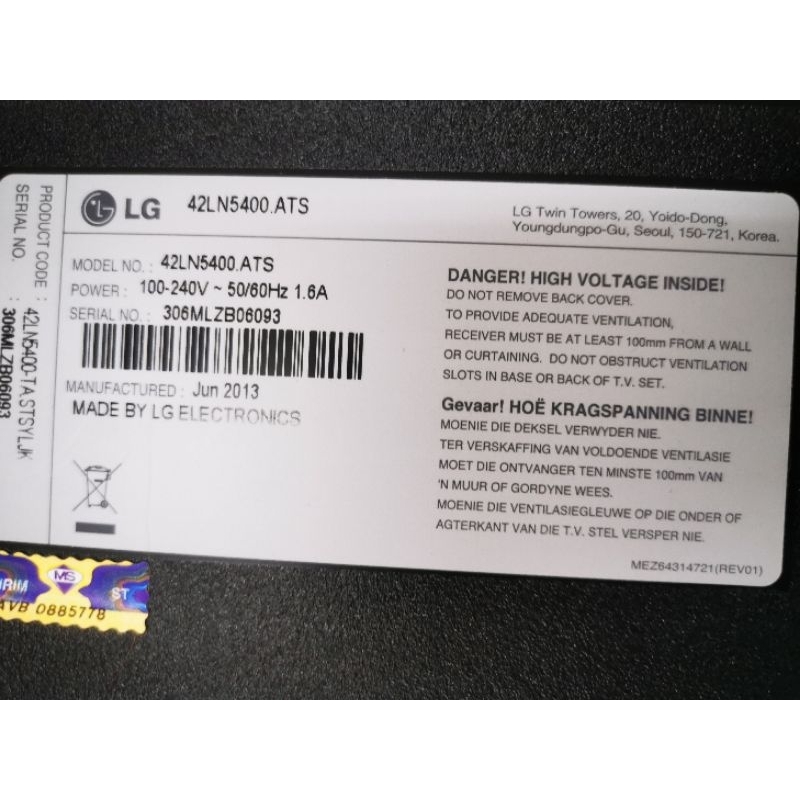 LG 42LN5400.ATS
LG Twin Towers, 20, Yoido-Dong,
Youngdungpo-Gu, Seoul, 150-721, Korea.
PRODUCT CODE : 42LN5400-TA.STSYLJK
SERIAL NO. : 306MLZB06093
MODEL NO. : 42LN5400.ATS
POWER : 100-240V ~ 50/60Hz 1.6A
SERIAL NO. : 306MLZB06093
MANUFACTURED : Jun 2013
MADE BY LG ELECTRONICS
DANGER! HIGH VOLTAGE INSIDE!
DO NOT REMOVE BACK COVER.
TO PROVIDE ADEQUATE VENTILATION,
RECEIVER MUST BE AT LEAST 100mm FROM A WALL
OR CURTAINING. DO NOT OBSTRUCT VENTILATION
SLOTS IN BASE OR BACK OF T.V. SET.
Gevaar! HOË KRAGSPANNING BINNE!
MOENIE DIE DEKSEL VERWYDER NIE.
TER VERSKAFFING VAN VOLDOENDE VENTILASIE
MOET DIE ONTVANGER TEN MINSTE 100mm VAN
'N MUUR OF GORDYNE WEES.
MOENIE DIE VENTILASIEGLEUWE OP DIE ONDER OF
AGTERKANT VAN DIE T.V. STEL VERSPER NIE.
MEZ64314721(REV01)
IRIM MS ST
AVB 0885778